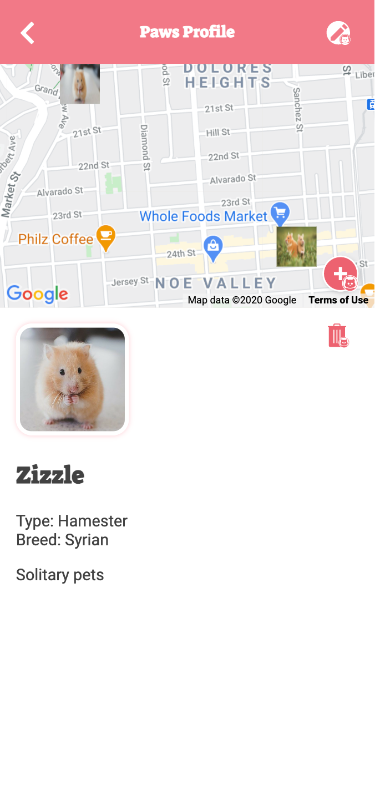 Paws Profile
DOLORES
HEIGHTS
St
Liber
Grand
21st St
Sanchez St
21st St
Diamond St
Hill St
22nd St
22nd St
Alvarado St
Alvarado St
Market St
23rd St
23rd St
Whole Foods Market
Philz Coffee
24th St
Jersey St
NOE VALLEY
Google
Map data ©2020 Google
Terms of Use
Zizzle
Type: Hamester
Breed: Syrian
Solitary pets